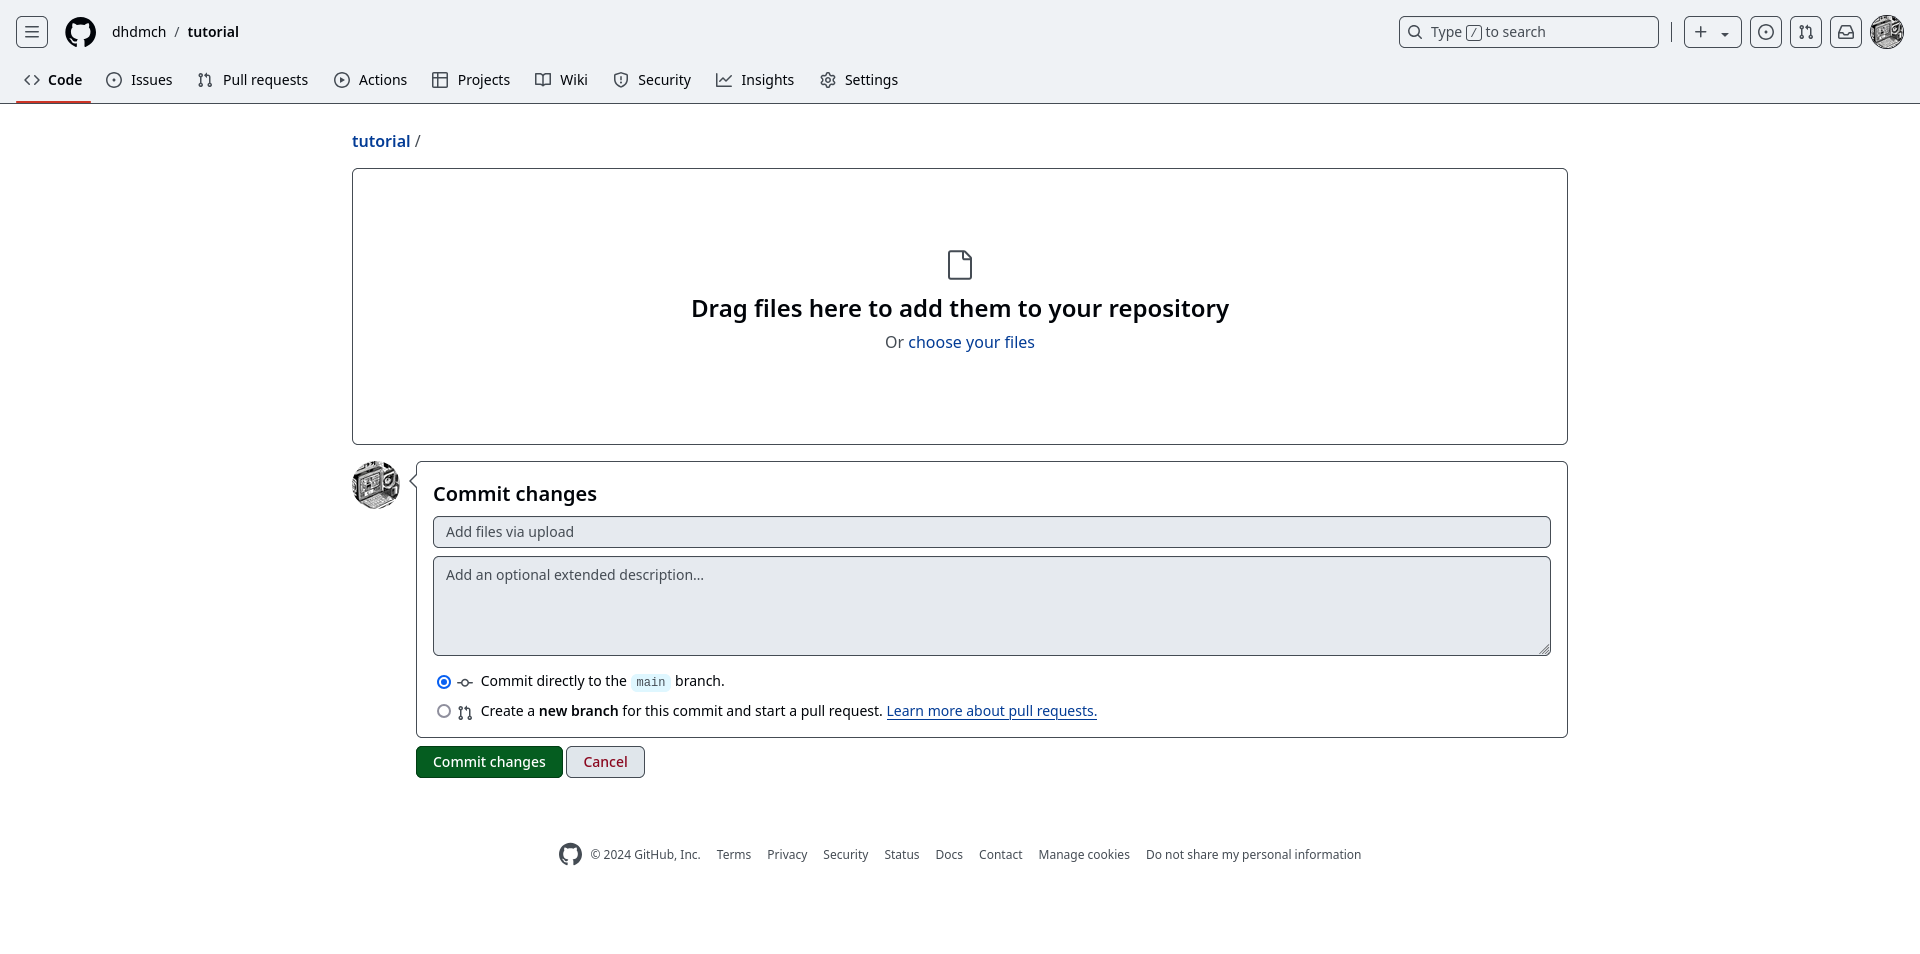 dhdmch / tutorial
Type / to search
Code Issues Pull requests Actions Projects Wiki Security Insights Settings
tutorial /
Drag files here to add them to your repository
Or choose your files
Commit changes
Add files via upload
Add an optional extended description...
Commit directly to the main branch.
Create a new branch for this commit and start a pull request. Learn more about pull requests.
Commit changes Cancel
© 2024 GitHub, Inc. Terms Privacy Security Status Docs Contact Manage cookies Do not share my personal information